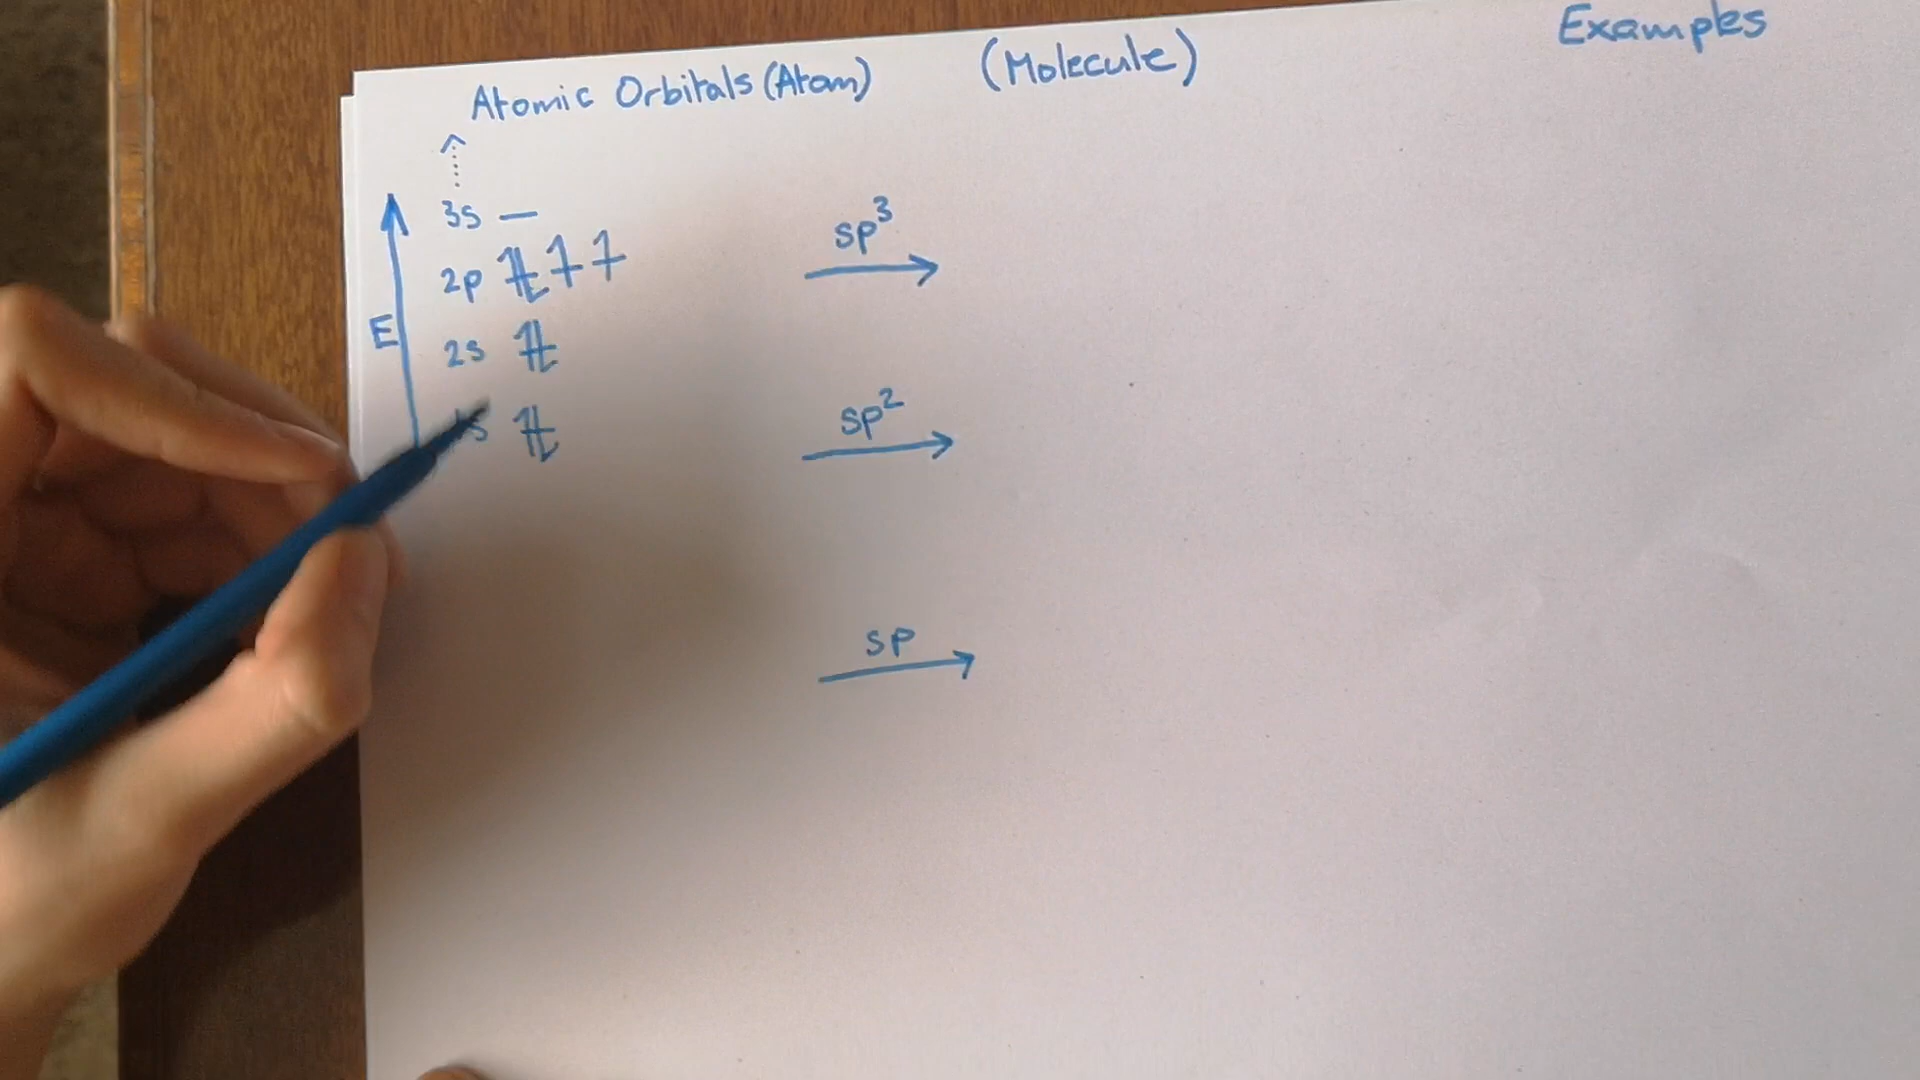 Atomic Orbitals (Atom) (Molecule) Examples
3s
2p
2s
E
sp³
sp²
sp